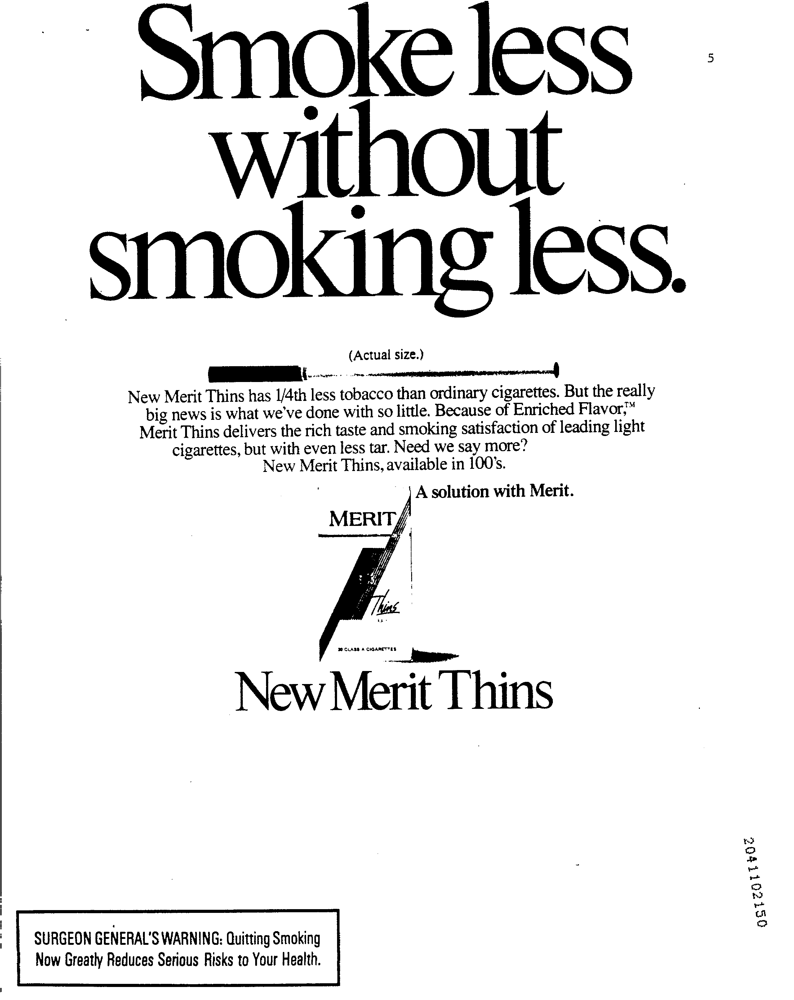 Smoke less
without
smoking less.
5
(Actual size.)
New Merit Thins has 1/4th less tobacco than ordinary cigarettes. But the really
big news is what we've done with so little. Because of Enriched Flavor,™
Merit Thins delivers the rich taste and smoking satisfaction of leading light
cigarettes, but with even less tar. Need we say more?
New Merit Thins, available in 100's.
A solution with Merit.
MERIT
Thins
20 CLASS A CIGARETTES
New Merit Thins
2041102150
SURGEON GENERAL'S WARNING: Quitting Smoking
Now Greatly Reduces Serious Risks to Your Health.